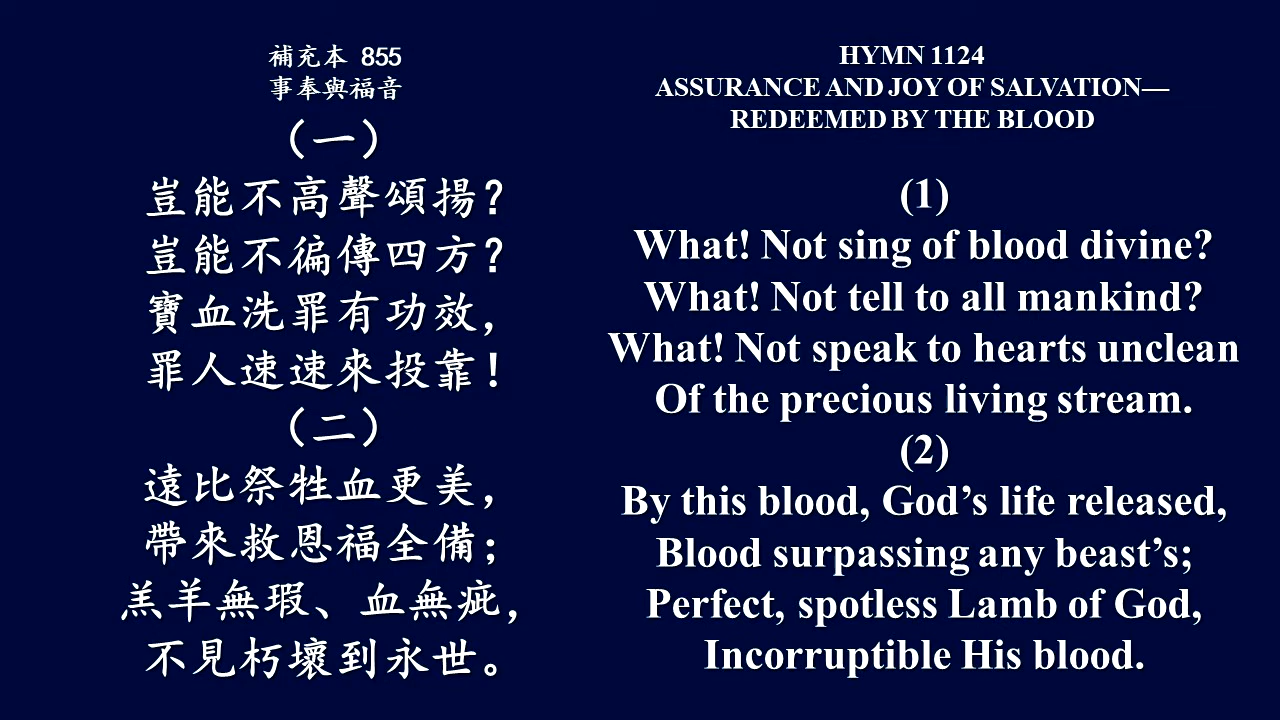 補充本 855
事奉與福音
（一）
豈能不高聲頌揚？
豈能不徧傳四方？
寶血洗罪有功效，
罪人速速來投靠！
（二）
遠比祭牲血更美，
帶來救恩福全備；
羔羊無瑕、血無疵，
不見朽壞到永世。
HYMN 1124
ASSURANCE AND JOY OF SALVATION—
REDEEMED BY THE BLOOD
(1)
What! Not sing of blood divine?
What! Not tell to all mankind?
What! Not speak to hearts unclean
Of the precious living stream.
(2)
By this blood, God’s life released,
Blood surpassing any beast’s;
Perfect, spotless Lamb of God,
Incorruptible His blood.